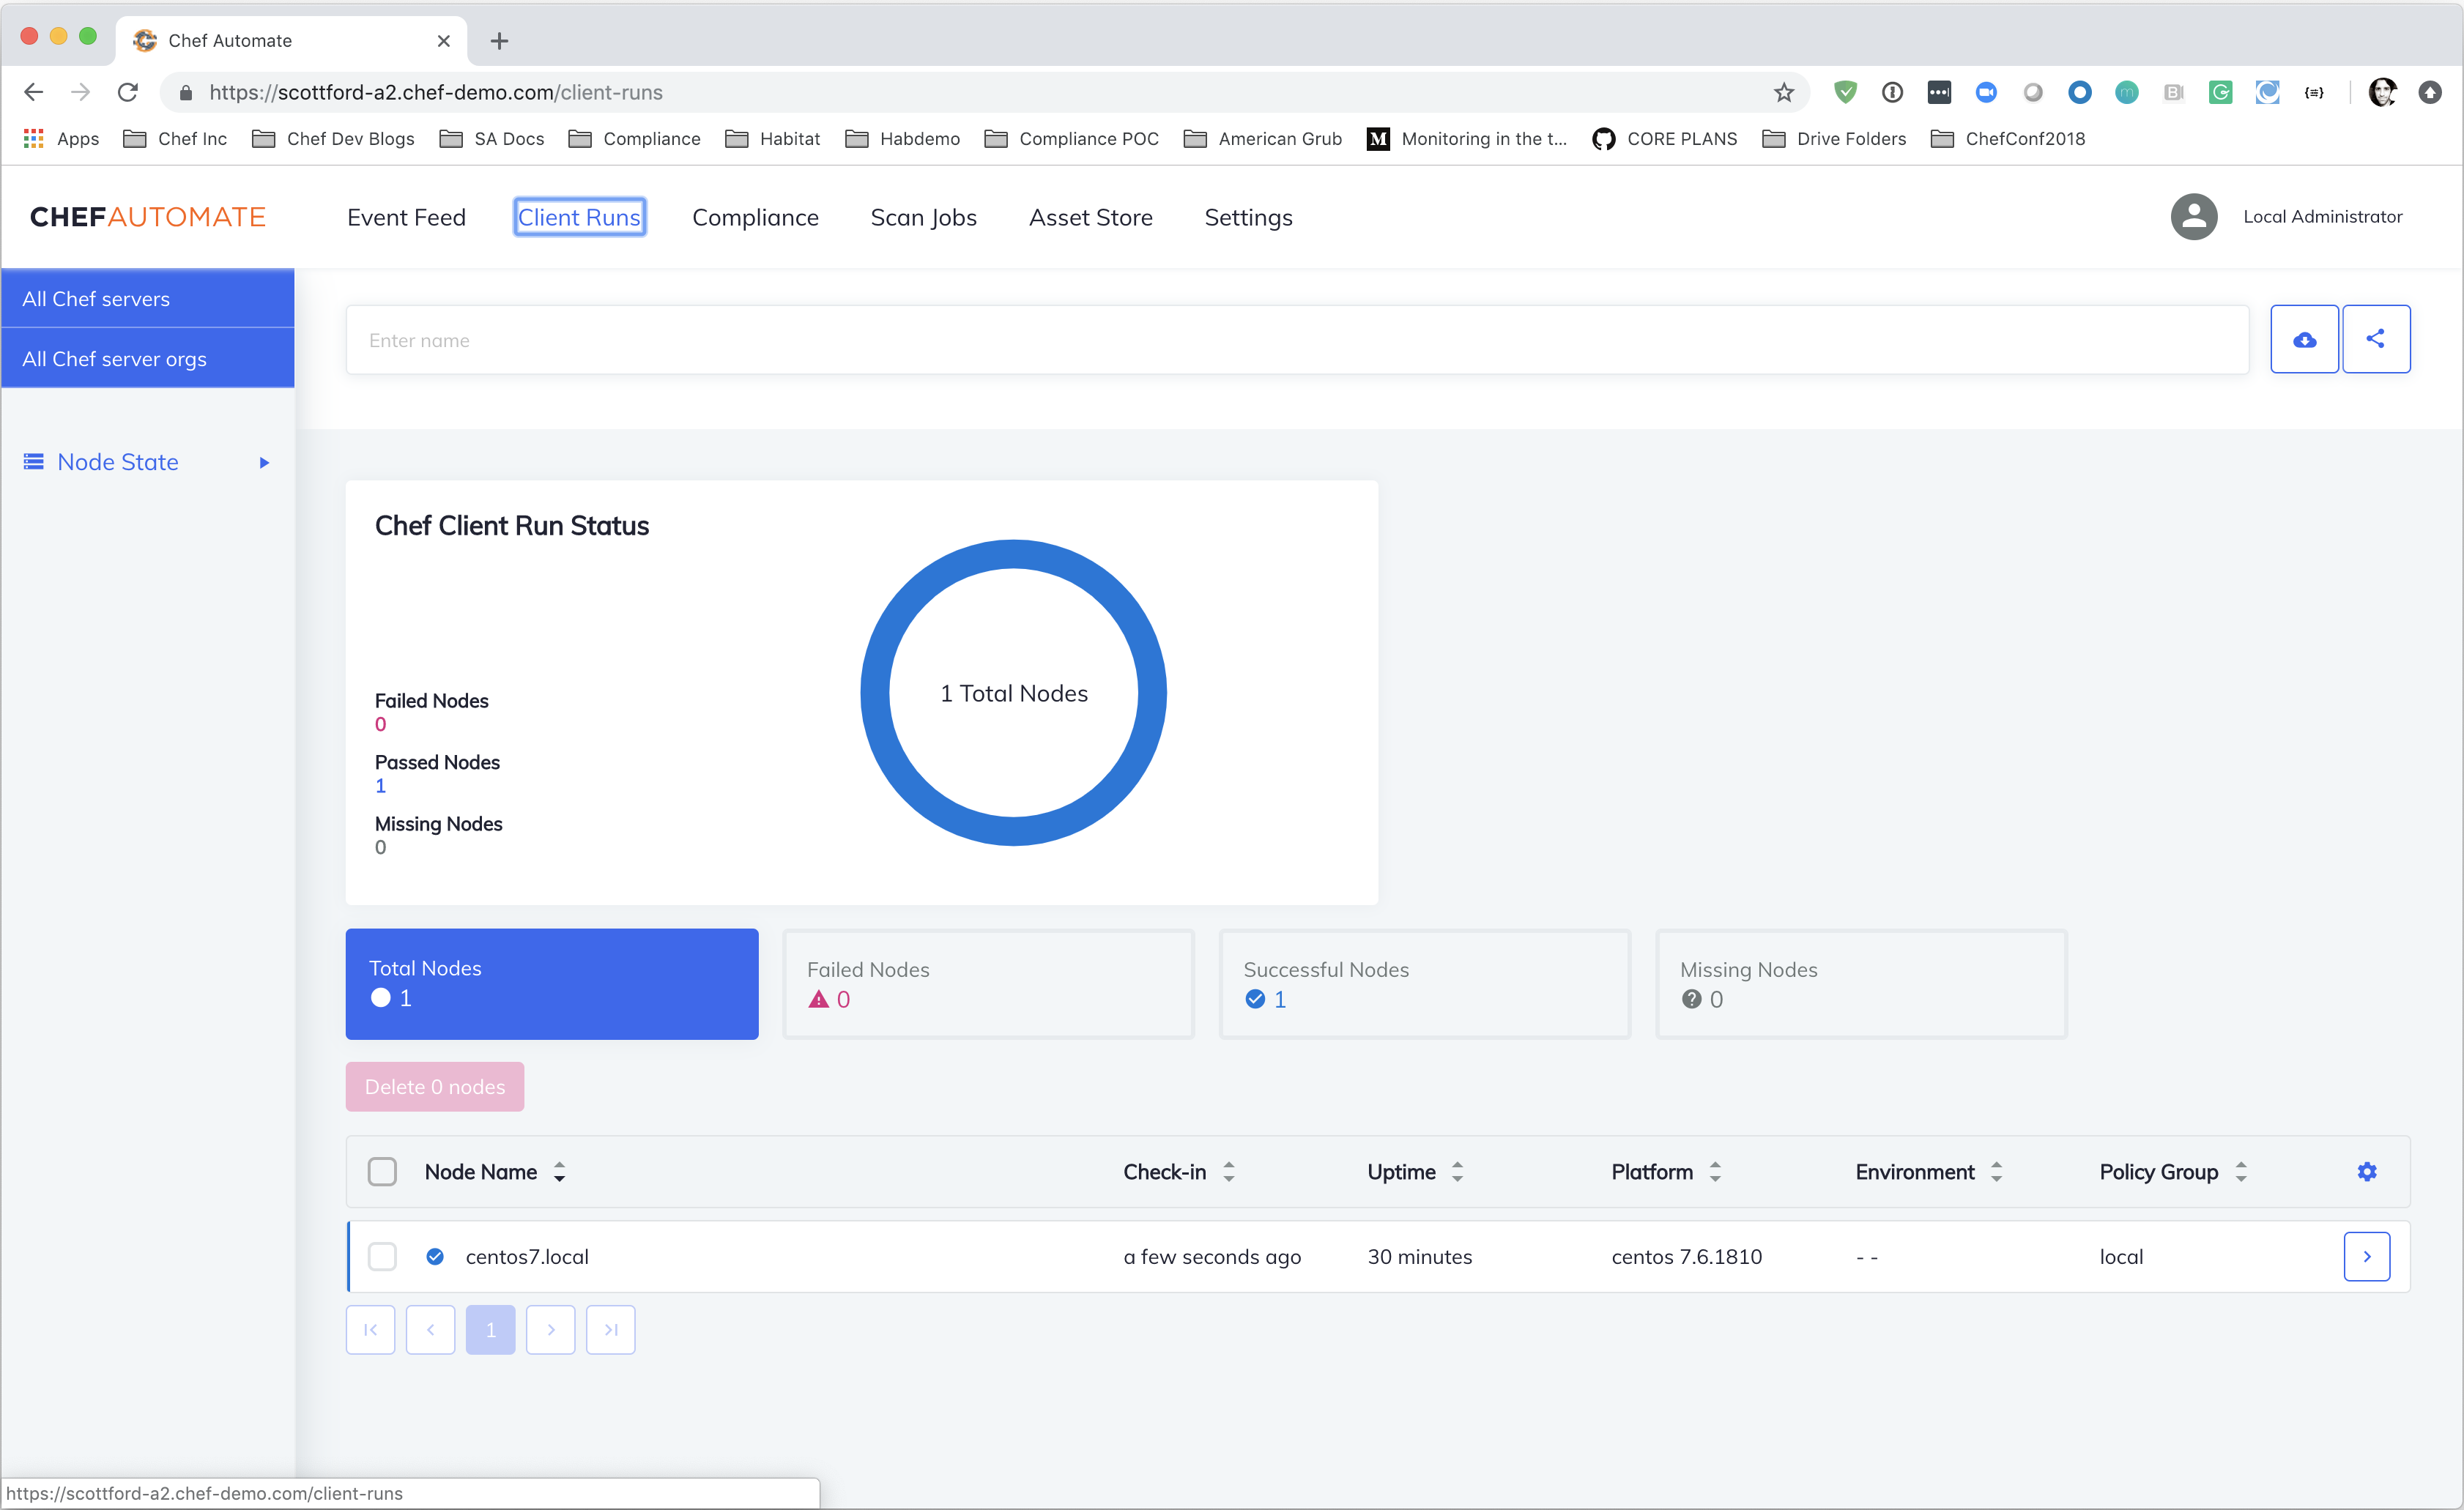 Chef Automate
https://scottford-a2.chef-demo.com/client-runs
Apps Chef Inc Chef Dev Blogs SA Docs Compliance Habitat Habdemo Compliance POC American Grub M Monitoring in the t... CORE PLANS Drive Folders ChefConf2018
CHEFAUTOMATE Event Feed Client Runs Compliance Scan Jobs Asset Store Settings Local Administrator
All Chef servers
All Chef server orgs
Enter name
Node State
Chef Client Run Status
1 Total Nodes
Failed Nodes
0
Passed Nodes
1
Missing Nodes
0
Total Nodes
1
Failed Nodes
0
Successful Nodes
1
Missing Nodes
0
Delete 0 nodes
Node Name Check-in Uptime Platform Environment Policy Group
centos7.local a few seconds ago 30 minutes centos 7.6.1810 - - local
1
https://scottford-a2.chef-demo.com/client-runs